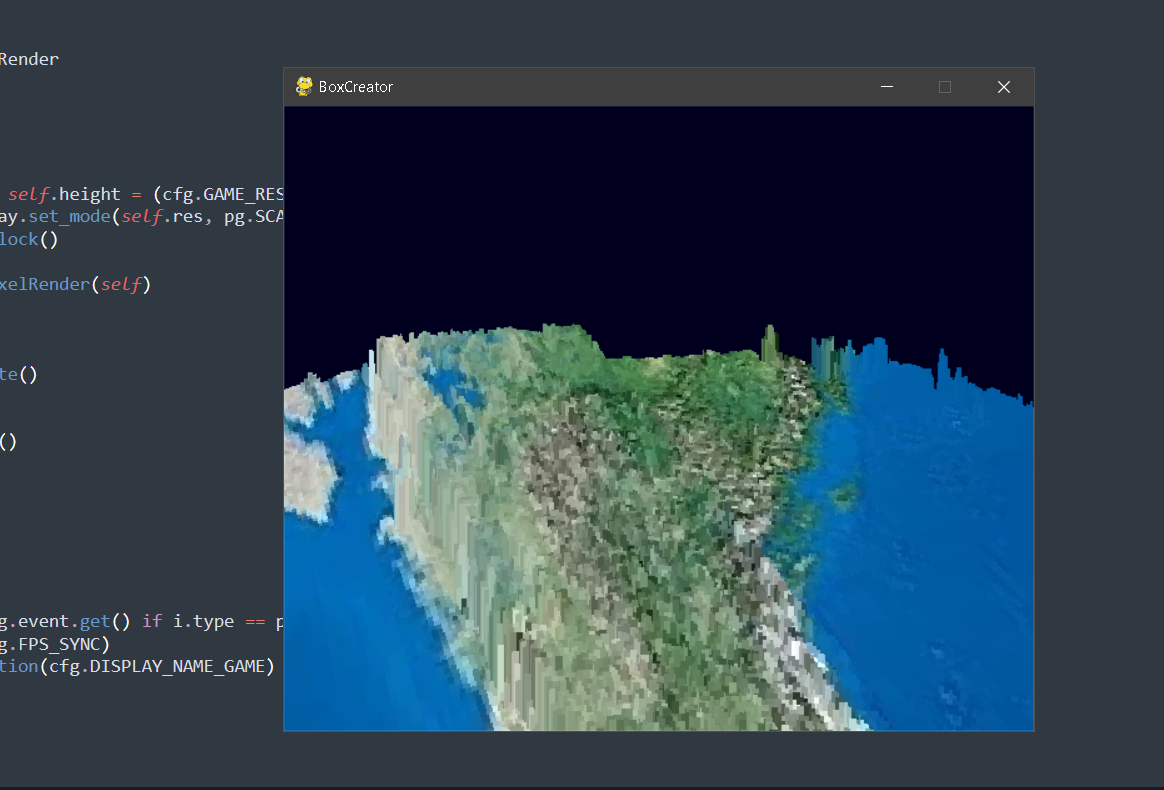 Render
BoxCreator
self.height = (cfg.GAME_RES
ay.set_mode(self.res, pg.SCA
lock()
xelRender(self)
te()
()
g.event.get() if i.type == p
g.FPS_SYNC)
tion(cfg.DISPLAY_NAME_GAME)